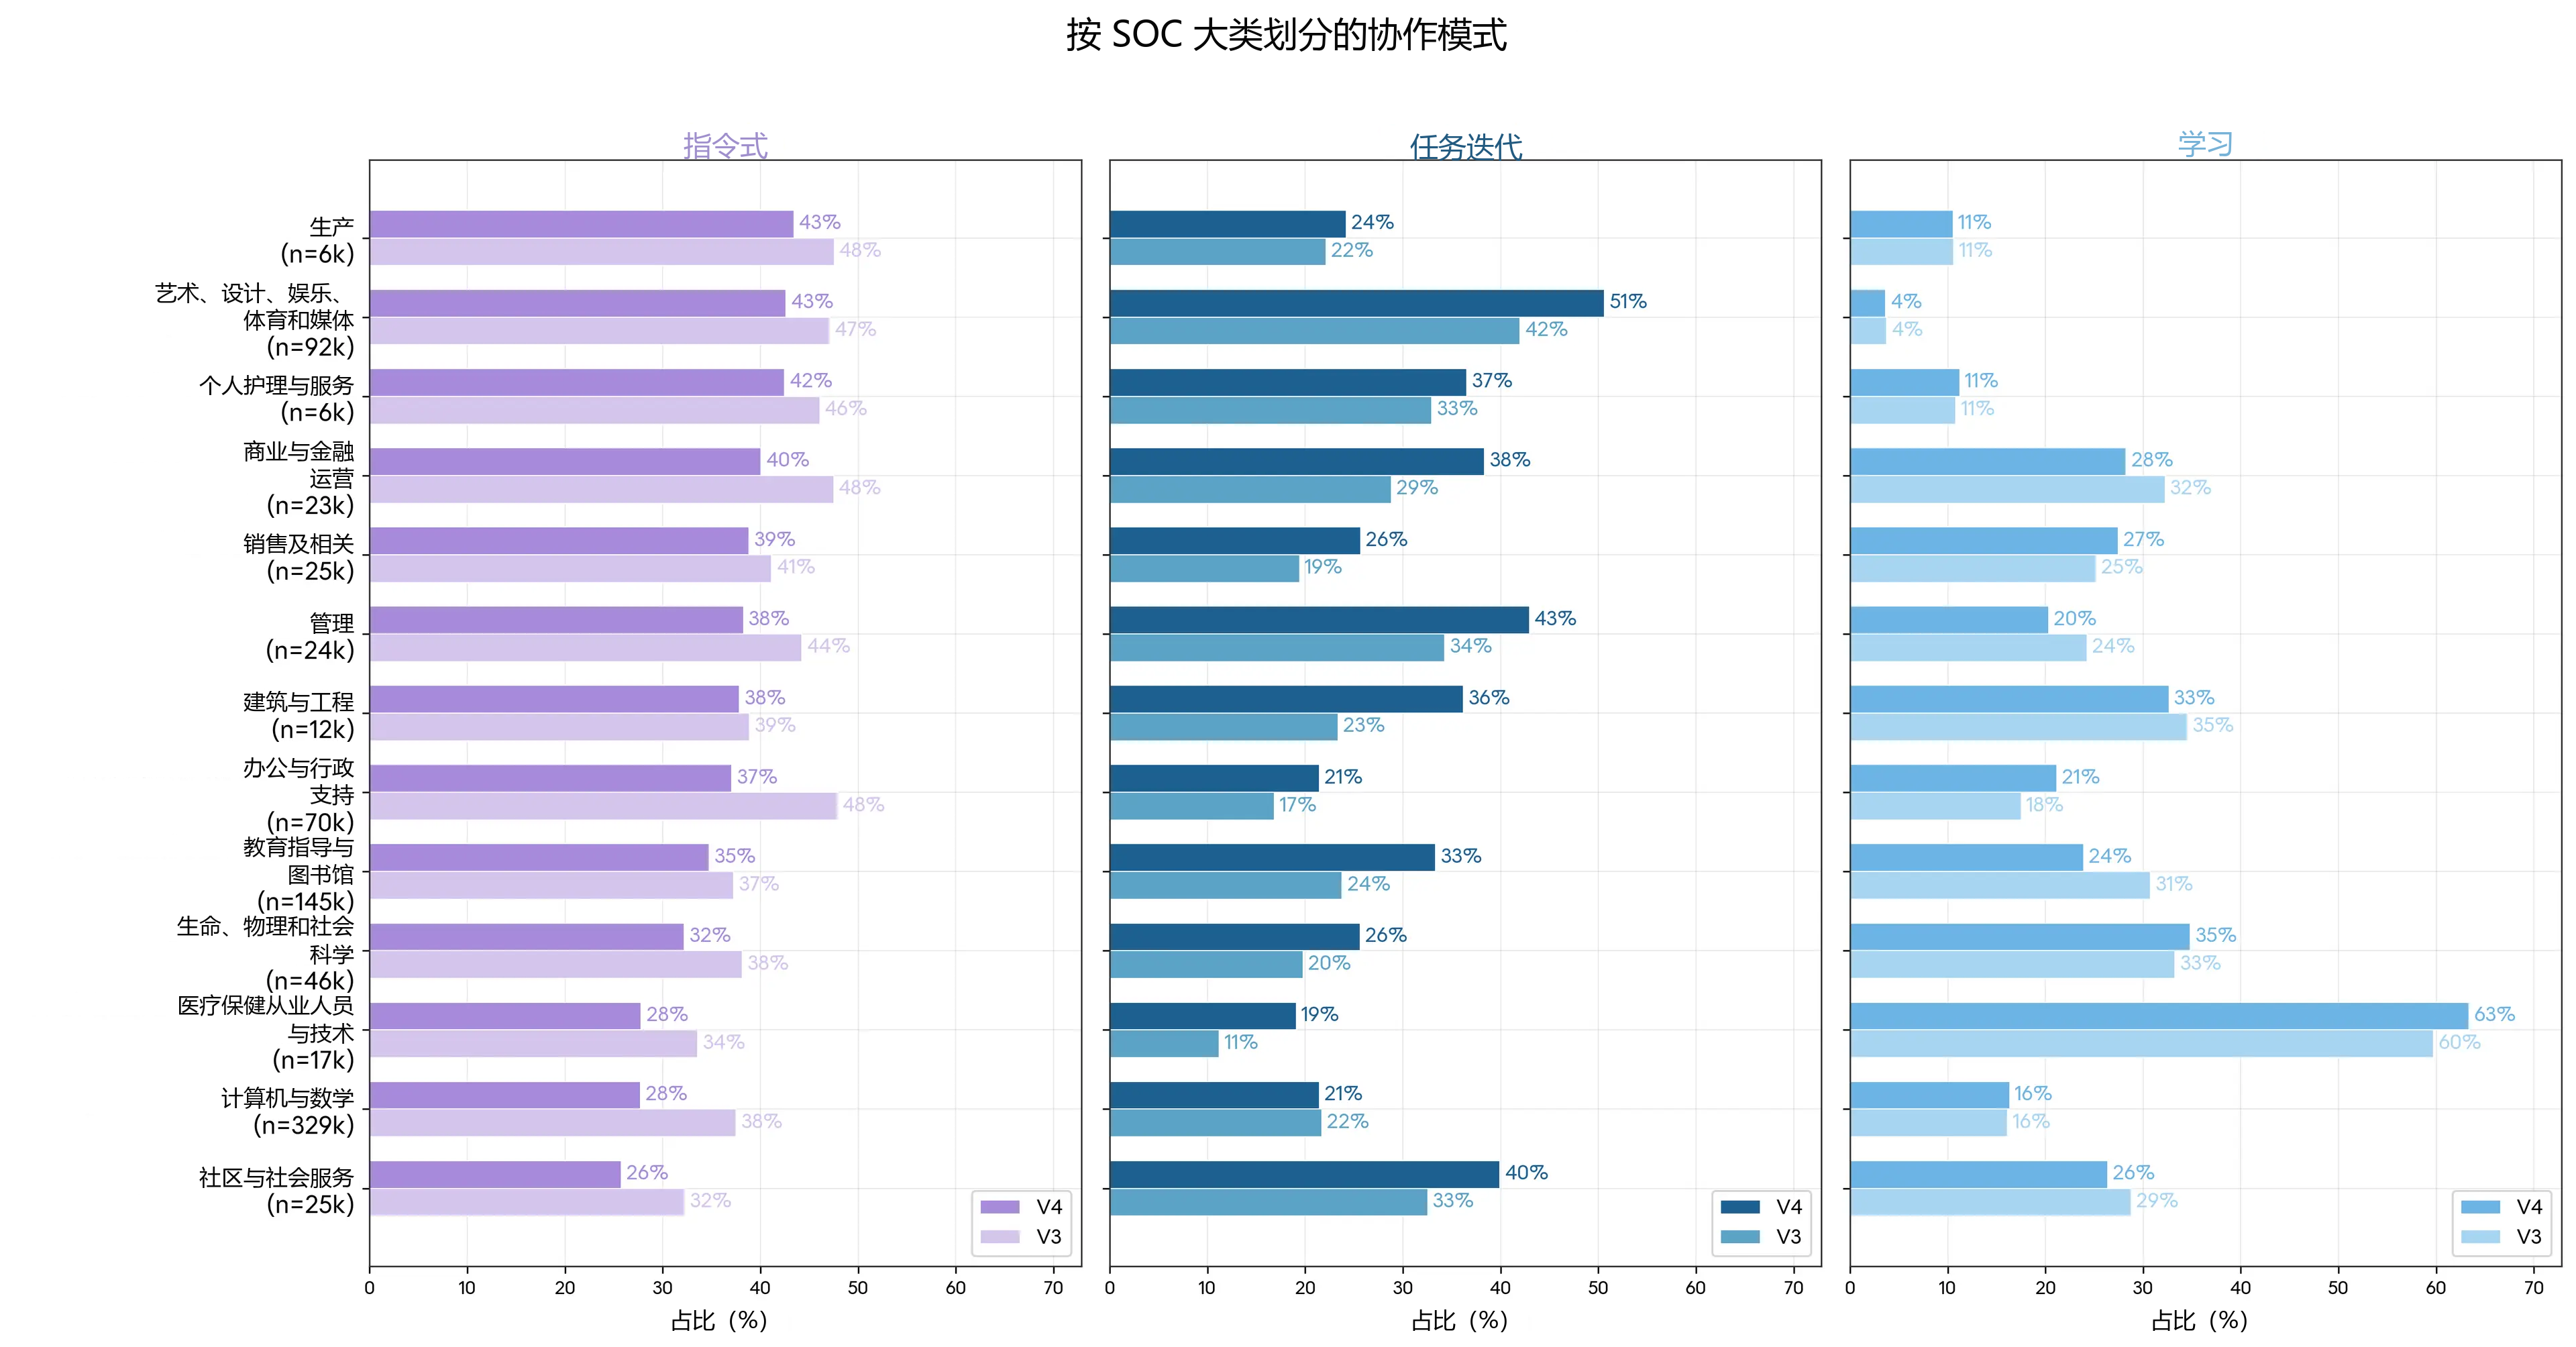 按 SOC 大类划分的协作模式
指令式
生产
(n=6k)
艺术、设计、娱乐、
体育和媒体
(n=92k)
个人护理与服务
(n=6k)
商业与金融
运营
(n=23k)
销售及相关
(n=25k)
管理
(n=24k)
建筑与工程
(n=12k)
办公与行政
支持
(n=70k)
教育指导与
图书馆
(n=145k)
生命、物理和社会
科学
(n=46k)
医疗保健从业人员
与技术
(n=17k)
计算机与数学
(n=329k)
社区与社会服务
(n=25k)
43%
48%
43%
47%
42%
46%
40%
48%
39%
41%
38%
44%
38%
39%
37%
48%
35%
37%
32%
38%
28%
34%
28%
38%
26%
32%
V4
V3
0 10 20 30 40 50 60 70
占比（%）
任务迭代
24%
22%
51%
42%
37%
33%
38%
29%
26%
19%
43%
34%
36%
23%
21%
17%
33%
24%
26%
20%
19%
11%
21%
22%
40%
33%
V4
V3
0 10 20 30 40 50 60 70
占比（%）
学习
11%
11%
4%
4%
11%
11%
28%
32%
27%
25%
20%
24%
33%
35%
21%
18%
24%
31%
35%
33%
63%
60%
16%
16%
26%
29%
V4
V3
0 10 20 30 40 50 60 70
占比（%）